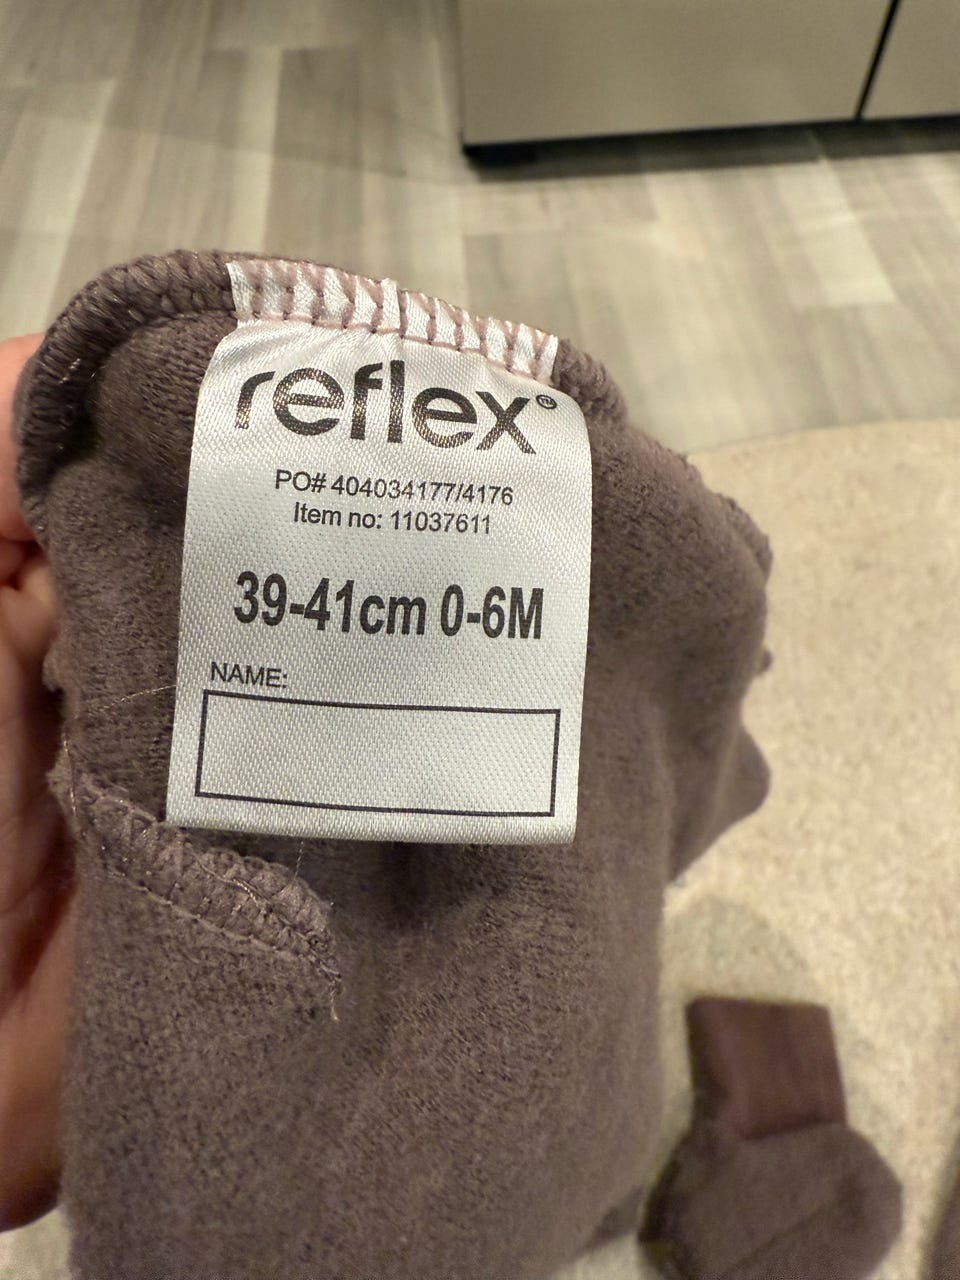 reflex®
PO# 404034177/4176
Item no: 11037611
39-41cm 0-6M
NAME: